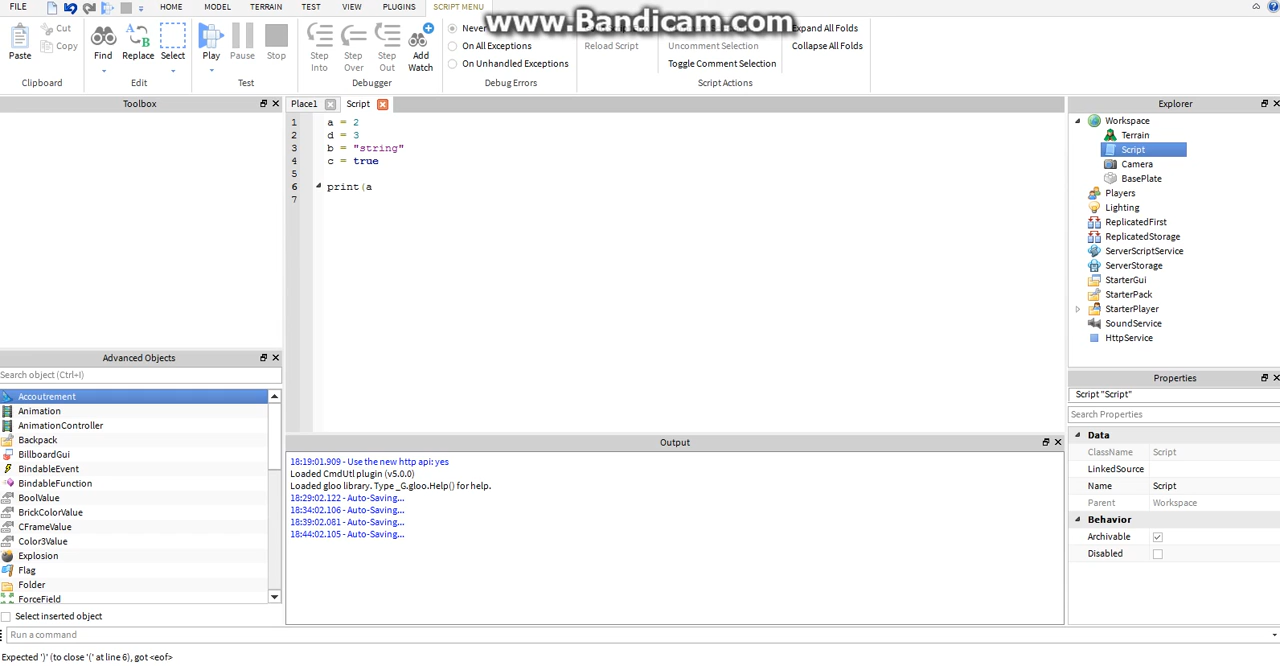 FILE HOME MODEL TERRAIN TEST VIEW PLUGINS SCRIPT MENU
www.Bandicam.com
Cut
Copy
Paste
Clipboard
Find Replace Select
Edit
Play Pause Stop
Test
Step Into
Step Over
Step Out
Add Watch
Debugger
Never
On All Exceptions
On Unhandled Exceptions
Debug Errors
Reload Script
Uncomment Selection
Toggle Comment Selection
Expand All Folds
Collapse All Folds
Script Actions
Toolbox
Place1 Script
1 a = 2
2 d = 3
3 b = "string"
4 c = true
5
6 print(a
7
Explorer
Workspace
Terrain
Script
Camera
BasePlate
Players
Lighting
ReplicatedFirst
ReplicatedStorage
ServerScriptService
ServerStorage
StarterGui
StarterPack
StarterPlayer
SoundService
HttpService
Advanced Objects
Search object (Ctrl+I)
Accoutrement
Animation
AnimationController
Backpack
BillboardGui
BindableEvent
BindableFunction
BoolValue
BrickColorValue
CFrameValue
Color3Value
Explosion
Flag
Folder
ForceField
Select inserted object
Output
18:19:01.909 - Use the new http api: yes
Loaded CmdUtl plugin (v5.0.0)
Loaded gloo library. Type _G.gloo.Help() for help.
18:29:02.122 - Auto-Saving...
18:34:02.106 - Auto-Saving...
18:39:02.081 - Auto-Saving...
18:44:02.105 - Auto-Saving...
Properties
Script "Script"
Search Properties
Data
ClassName Script
LinkedSource
Name Script
Parent Workspace
Behavior
Archivable
Disabled
Run a command
Expected ')' (to close '(' at line 6), got <eof>